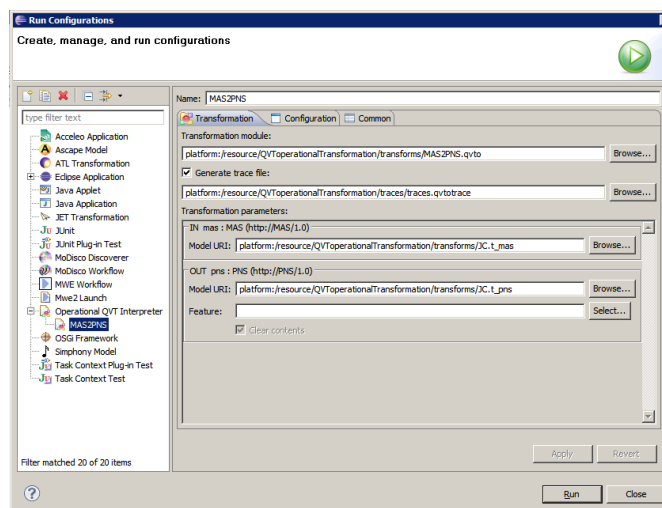 Run Configurations
Create, manage, and run configurations
type filter text
Acceleo Application
Ascape Model
ATL Transformation
Eclipse Application
Java Applet
Java Application
JET Transformation
JUnit
JUnit Plug-in Test
MoDisco Discoverer
MoDisco Workflow
MWE Workflow
Mwe2 Launch
Operational QVT Interpreter
MAS2PNS
OSGi Framework
Simphony Model
Task Context Plug-in Test
Task Context Test
Filter matched 20 of 20 items
Name: MAS2PNS
Transformation Configuration Common
Transformation module:
platform:/resource/QVToperationalTransformation/transforms/MAS2PNS.qvto Browse...
Generate trace file:
platform:/resource/QVToperationalTransformation/traces/traces.qvtotrace Browse...
Transformation parameters:
IN mas : MAS (http://MAS/1.0)
Model URI: platform:/resource/QVToperationalTransformation/transforms/JC.t_mas Browse...
OUT pns : PNS (http://PNS/1.0)
Model URI: platform:/resource/QVToperationalTransformation/transforms/JC.t_pns Browse...
Feature: Select...
Clear contents
Apply Revert
Run Close